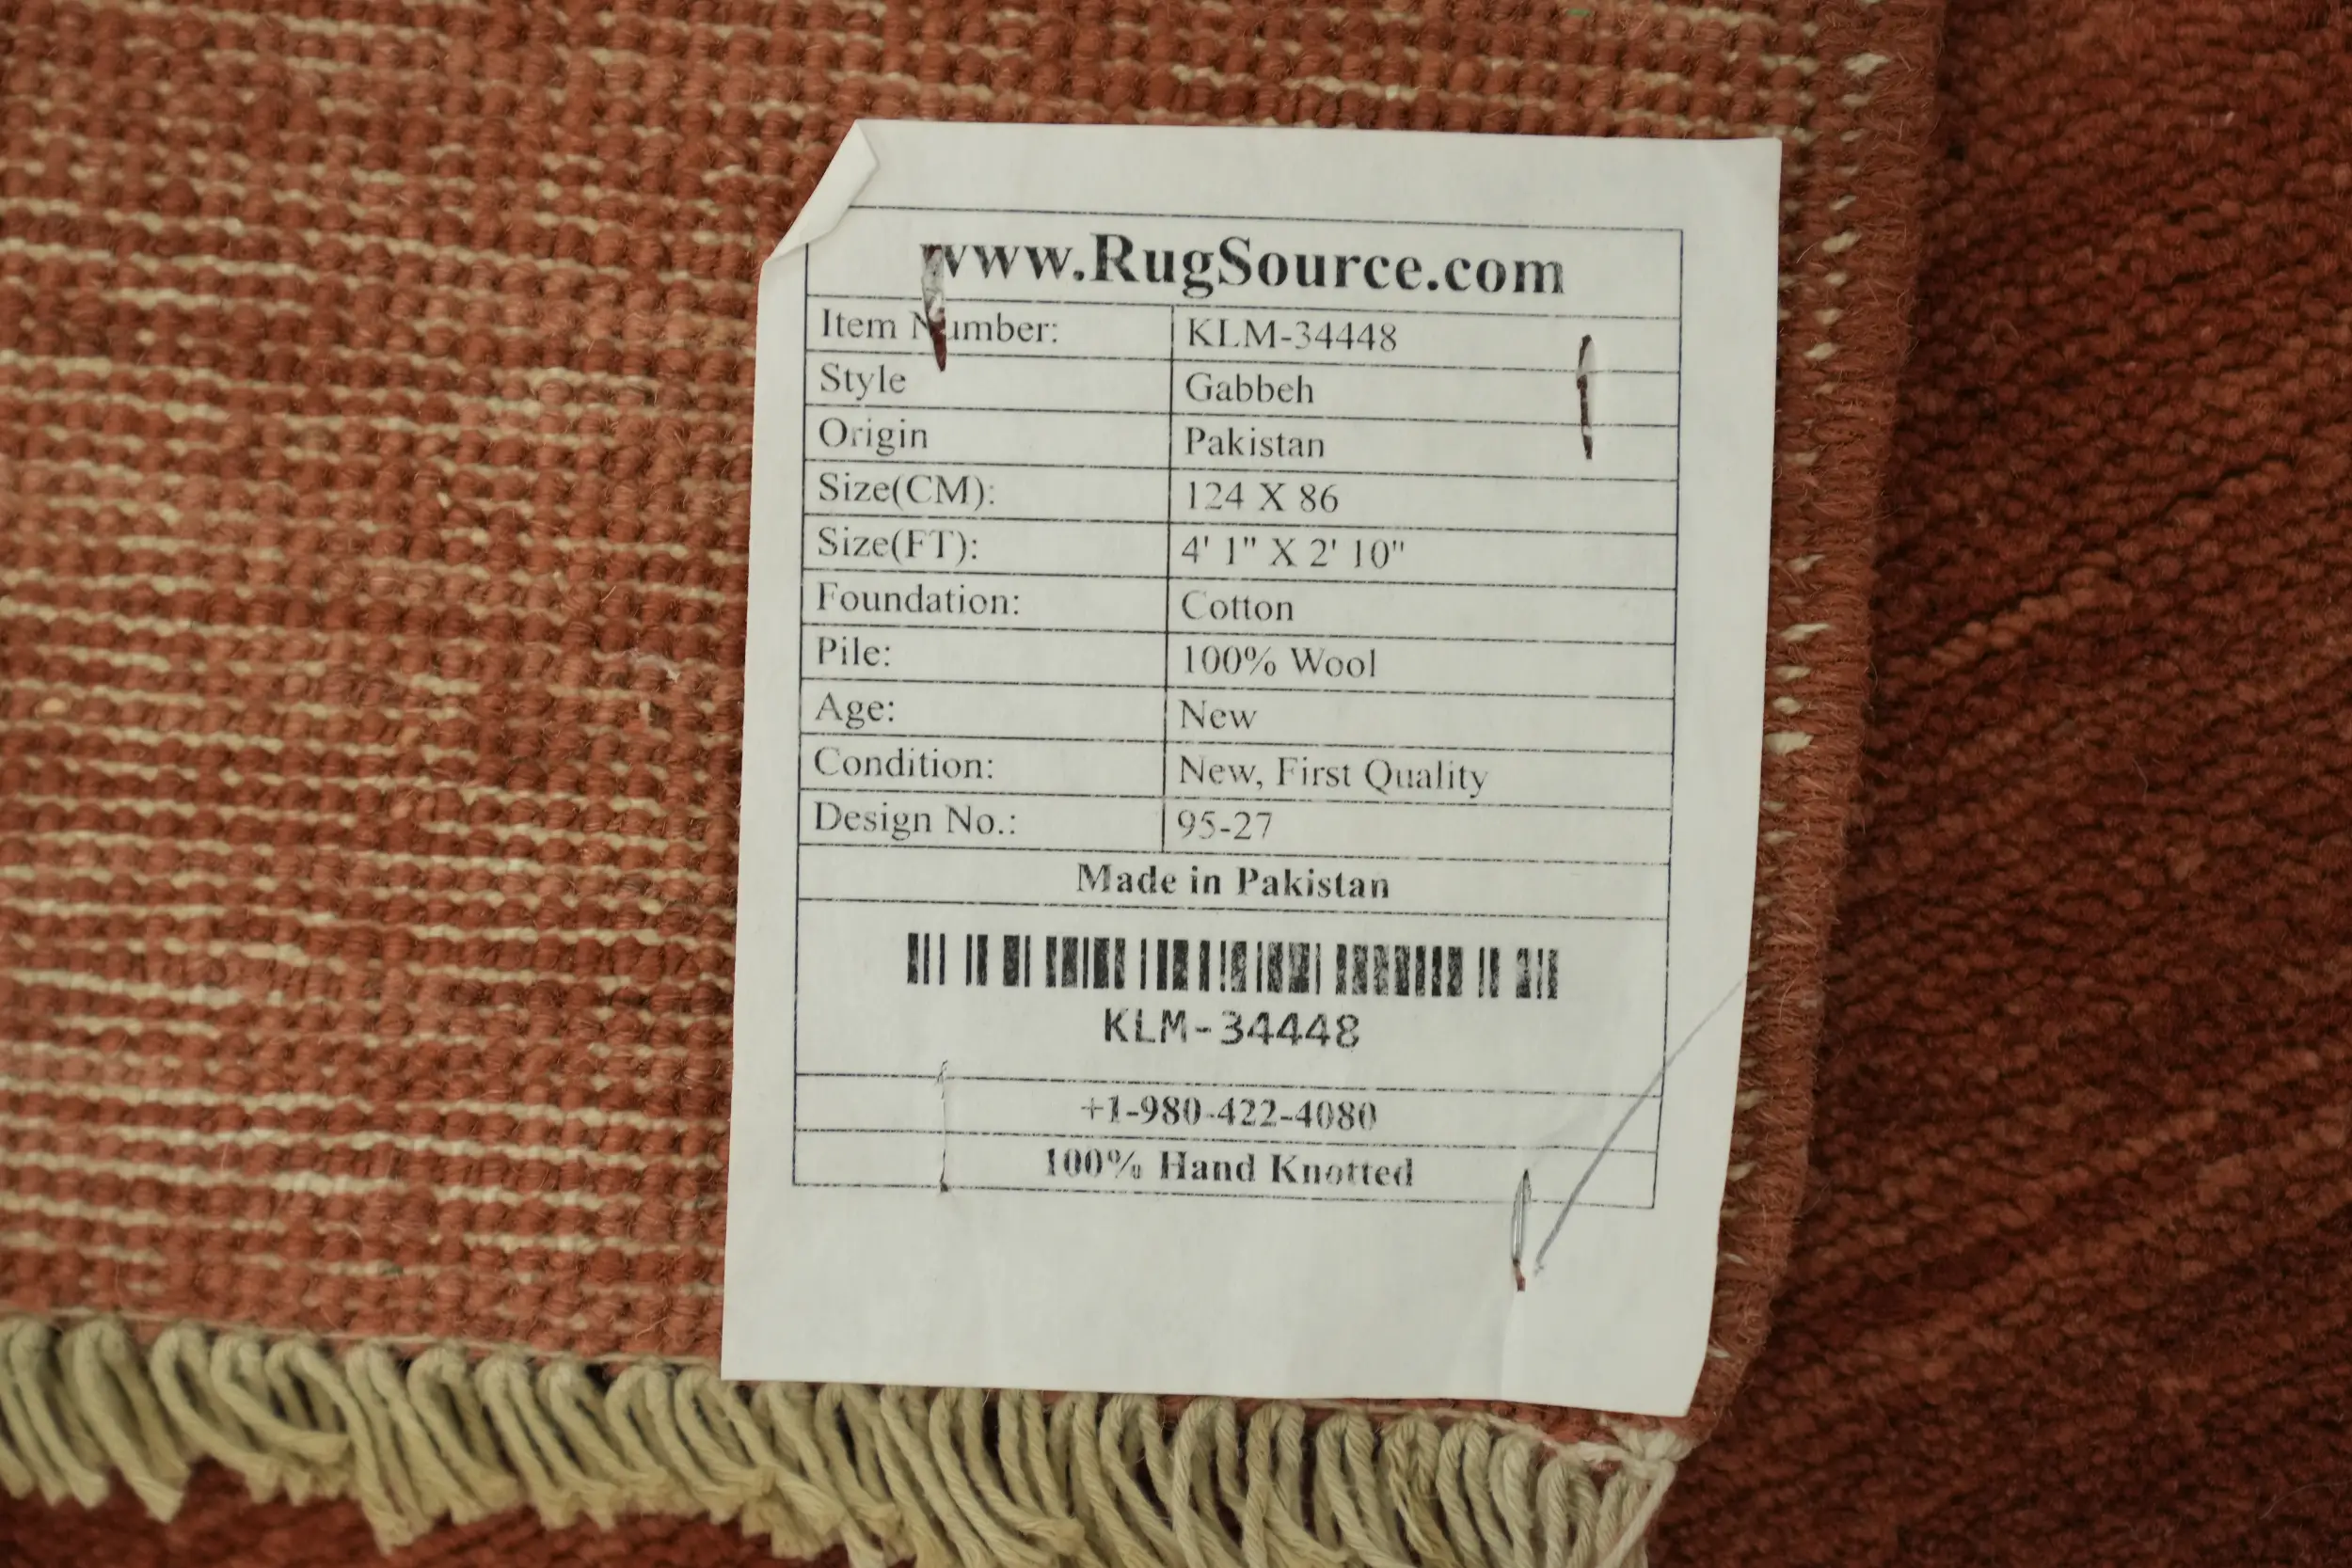 www.RugSource.com
Item Number: KLM-34448
Style Gabbeh
Origin Pakistan
Size(CM): 124 X 86
Size(FT): 4' 1" X 2' 10"
Foundation: Cotton
Pile: 100% Wool
Age: New
Condition: New, First Quality
Design No.: 95-27
Made in Pakistan
KLM-34448
+1-980-422-4080
100% Hand Knotted